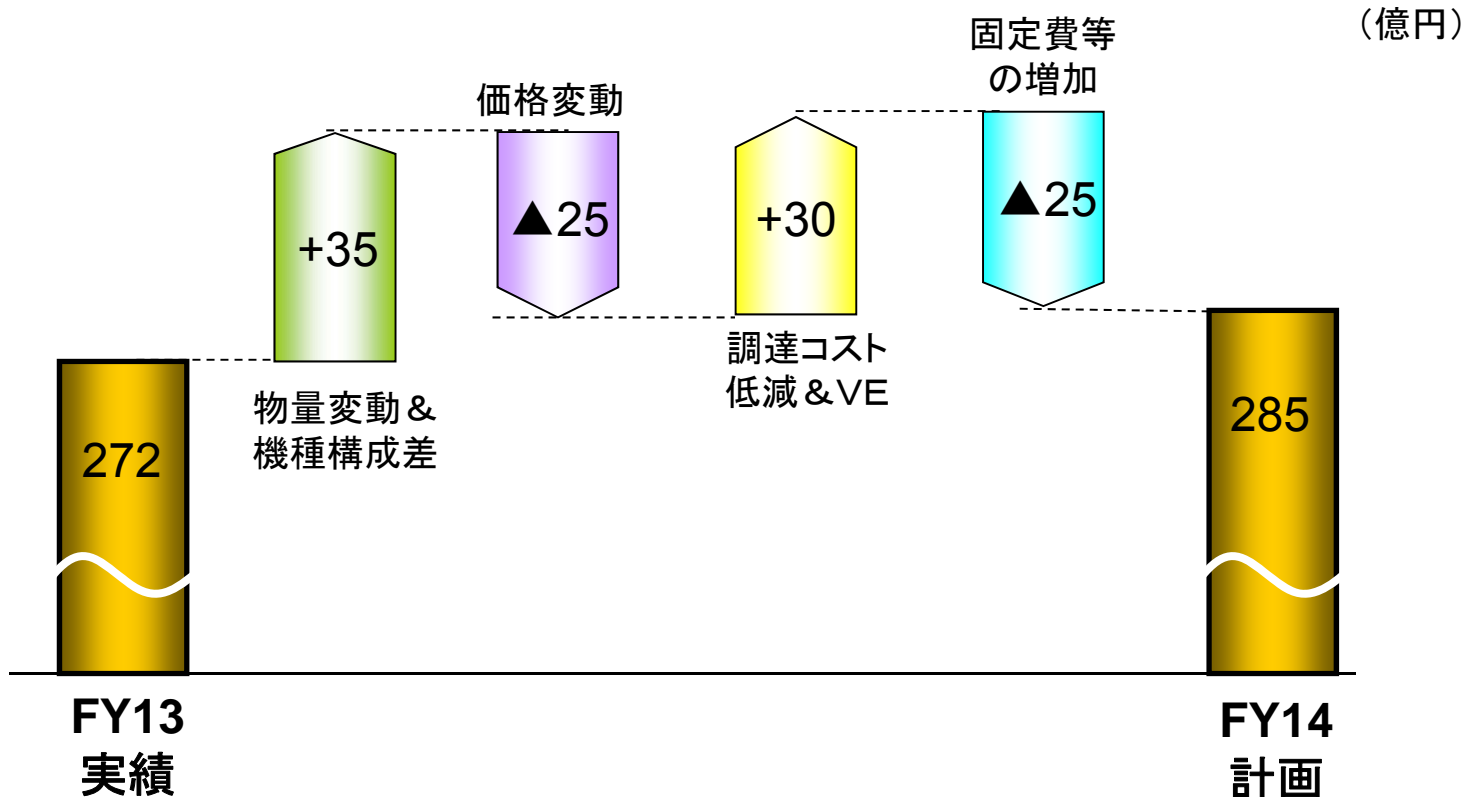 （億円）
固定費等
の増加
価格変動
▲25
▲25
+30
+35
調達コスト
低減＆VE
物量変動＆
機種構成差
272
285
FY13
実績
FY14
計画